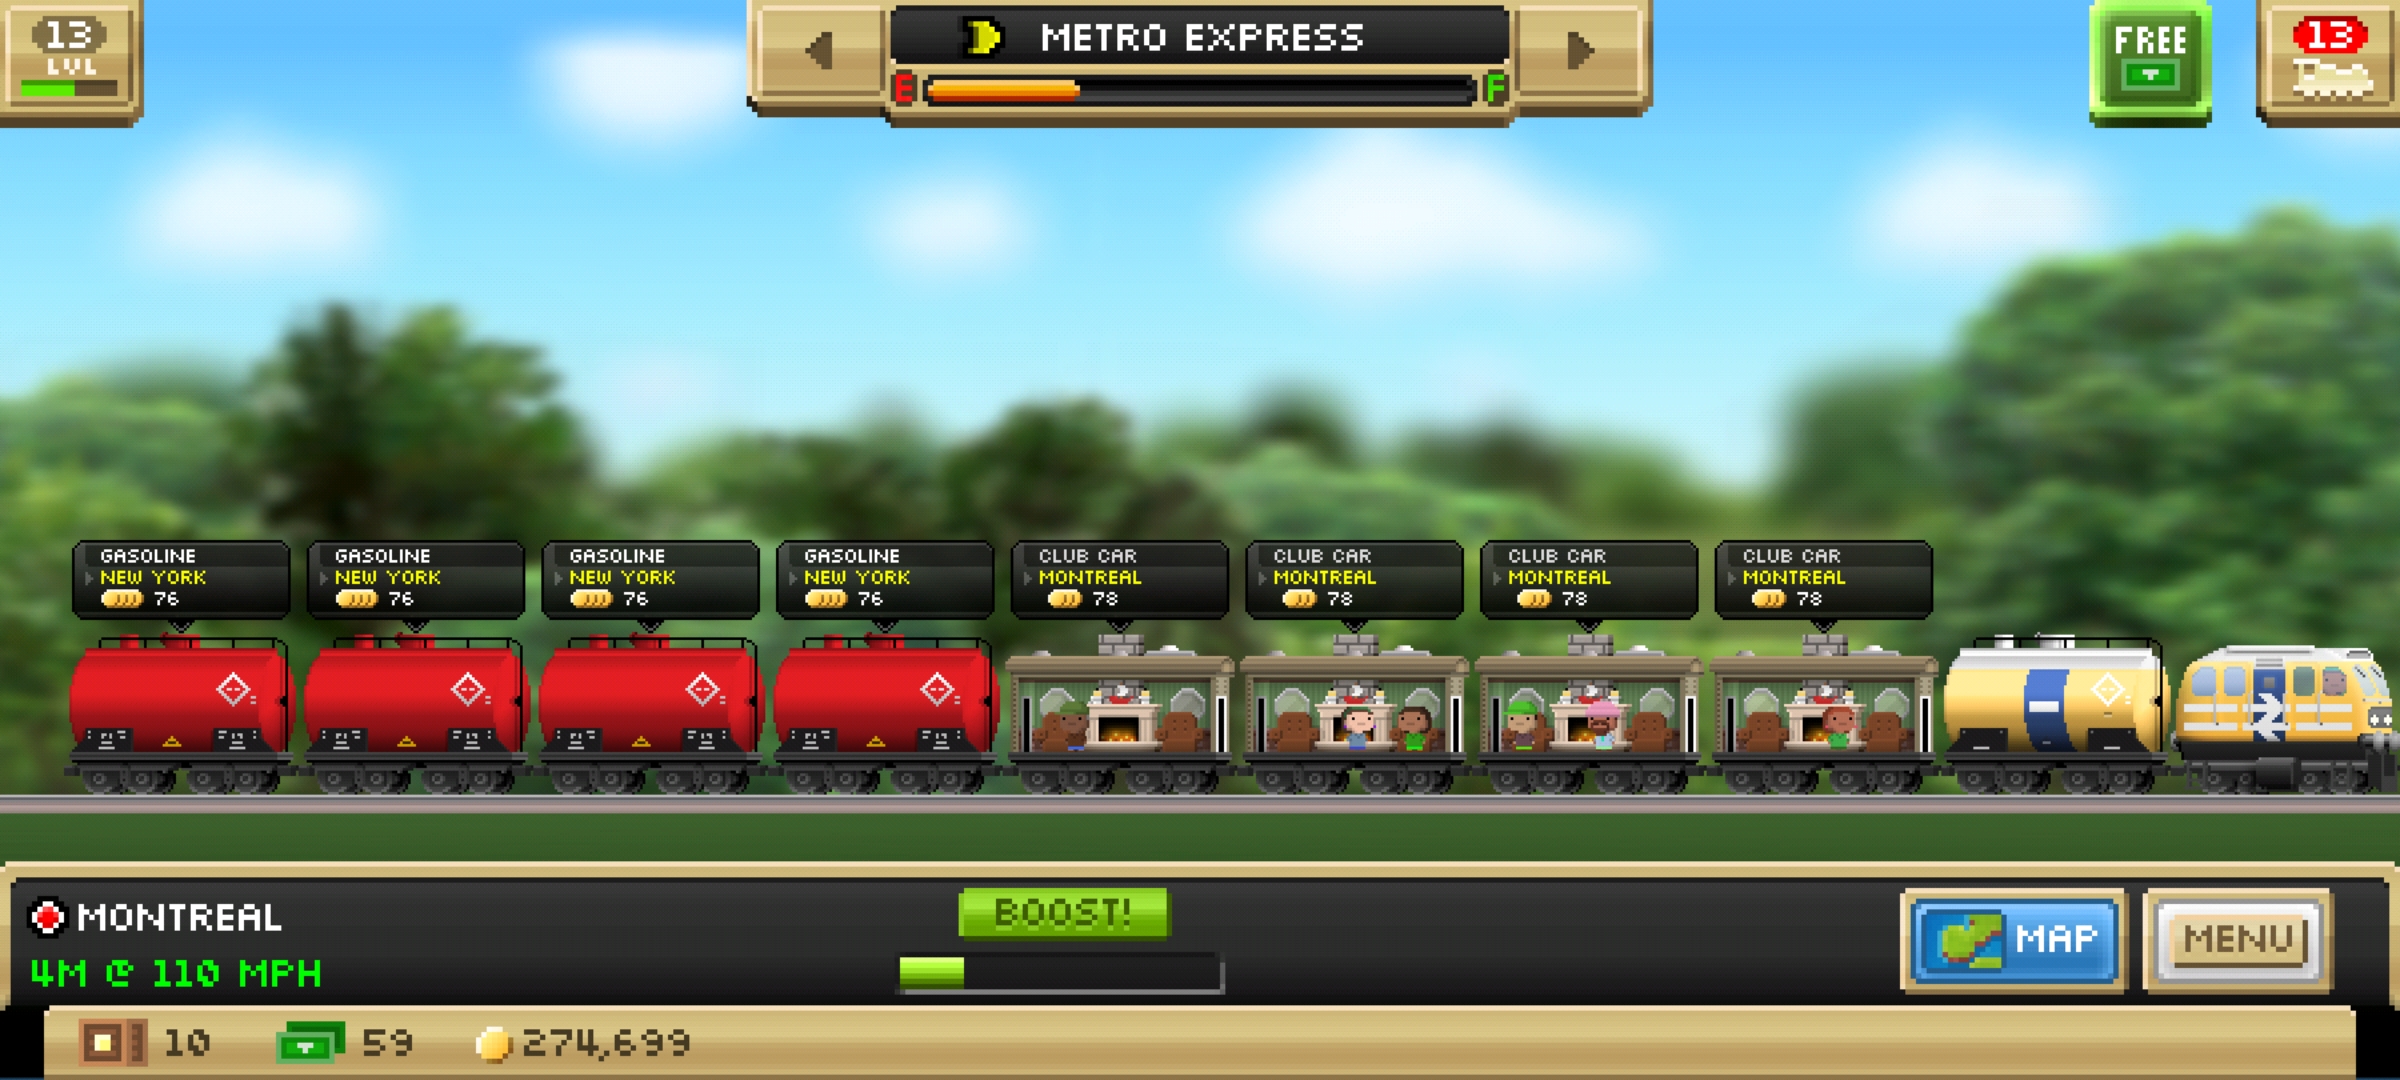 13
LVL
METRO EXPRESS
E F
FREE
13
GASOLINE
NEW YORK
76
GASOLINE
NEW YORK
76
GASOLINE
NEW YORK
76
GASOLINE
NEW YORK
76
CLUB CAR
MONTREAL
78
CLUB CAR
MONTREAL
78
CLUB CAR
MONTREAL
78
CLUB CAR
MONTREAL
78
MONTREAL
4M @ 110 MPH
BOOST!
MAP
MENU
10
59
274,699